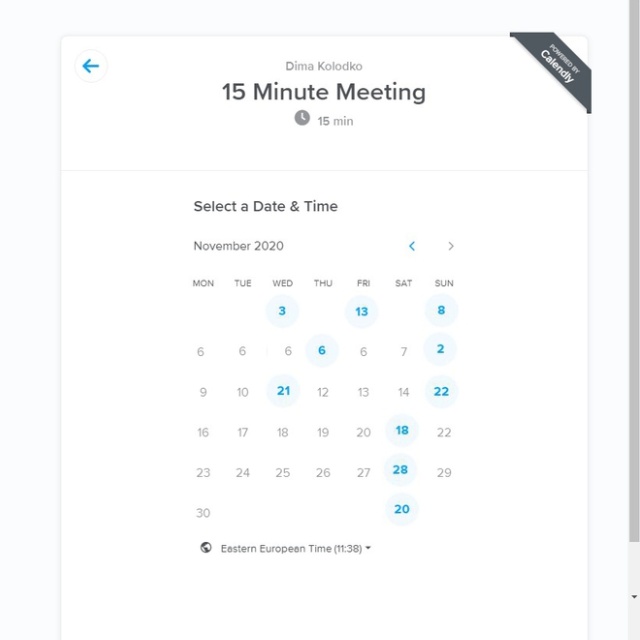 Dima Kolodko
POWERED BY
Calendly
15 Minute Meeting
15 min
Select a Date & Time
November 2020
MON TUE WED THU FRI SAT SUN
3 13 8
6 6 6 6 6 7 2
9 10 21 12 13 14 22
16 17 18 19 20 18 22
23 24 25 26 27 28 29
30 20
Eastern European Time (11:38)